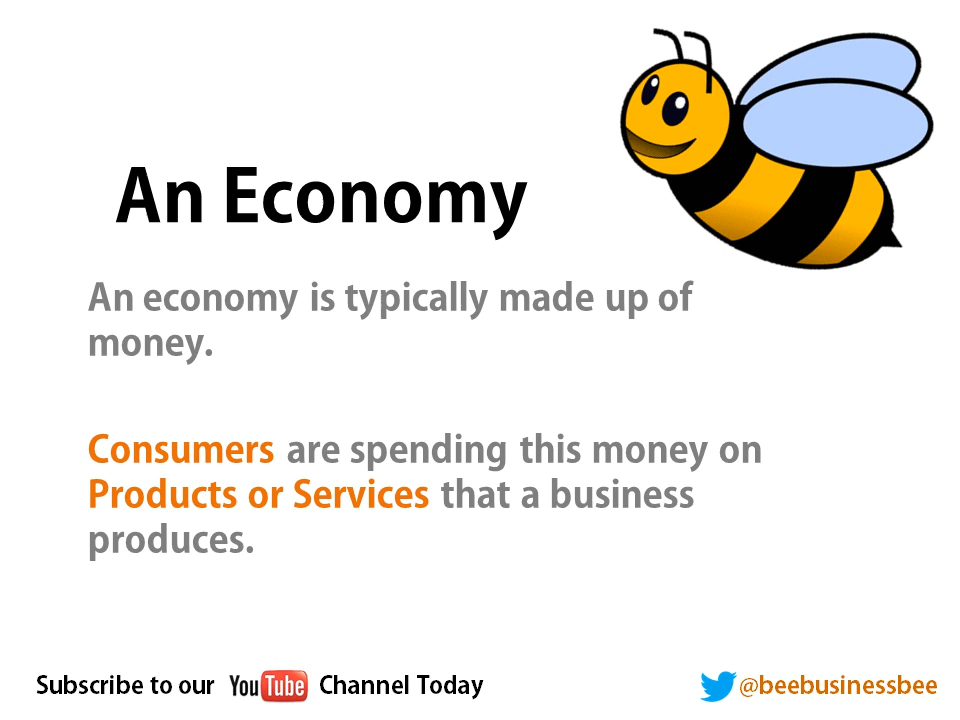 An Economy
An economy is typically made up of
money.
Consumers are spending this money on
Products or Services that a business
produces.
Subscribe to our YouTube Channel Today
@beebusinessbee